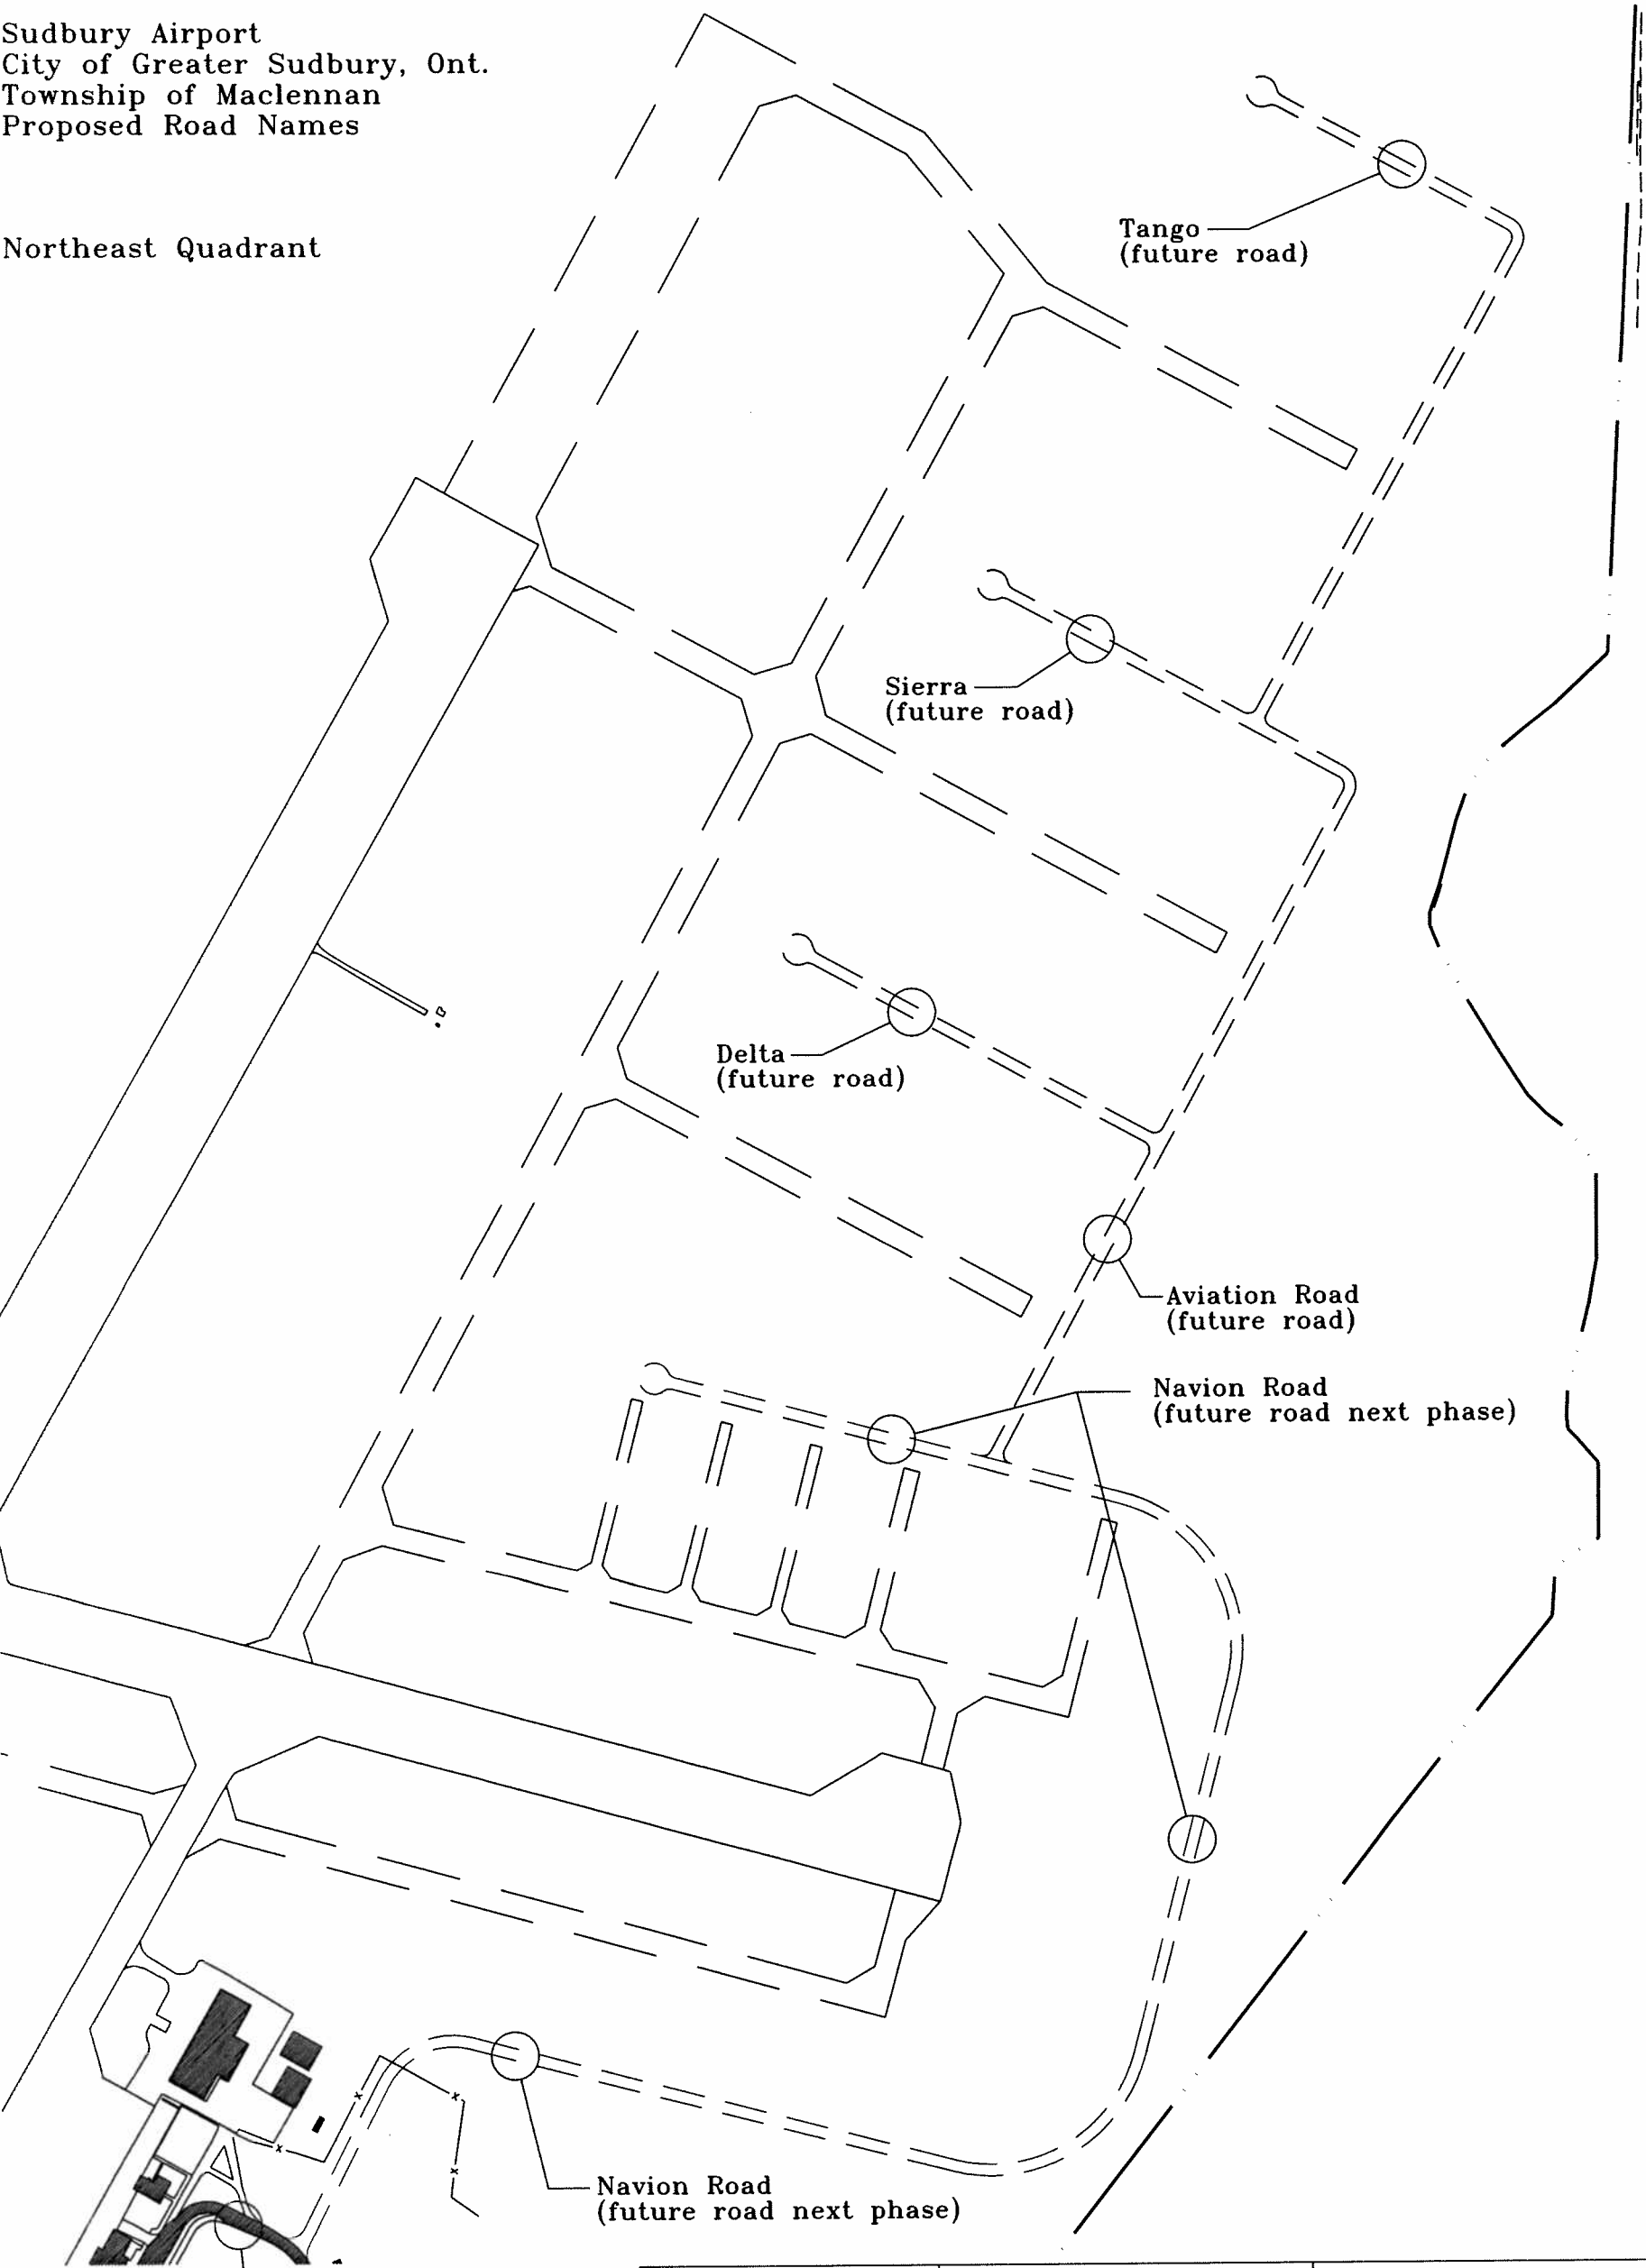 Sudbury Airport
City of Greater Sudbury, Ont.
Township of Maclennan
Proposed Road Names
Northeast Quadrant
Tango
(future road)
Sierra
(future road)
Delta
(future road)
Aviation Road
(future road)
Navion Road
(future road next phase)
Navion Road
(future road next phase)